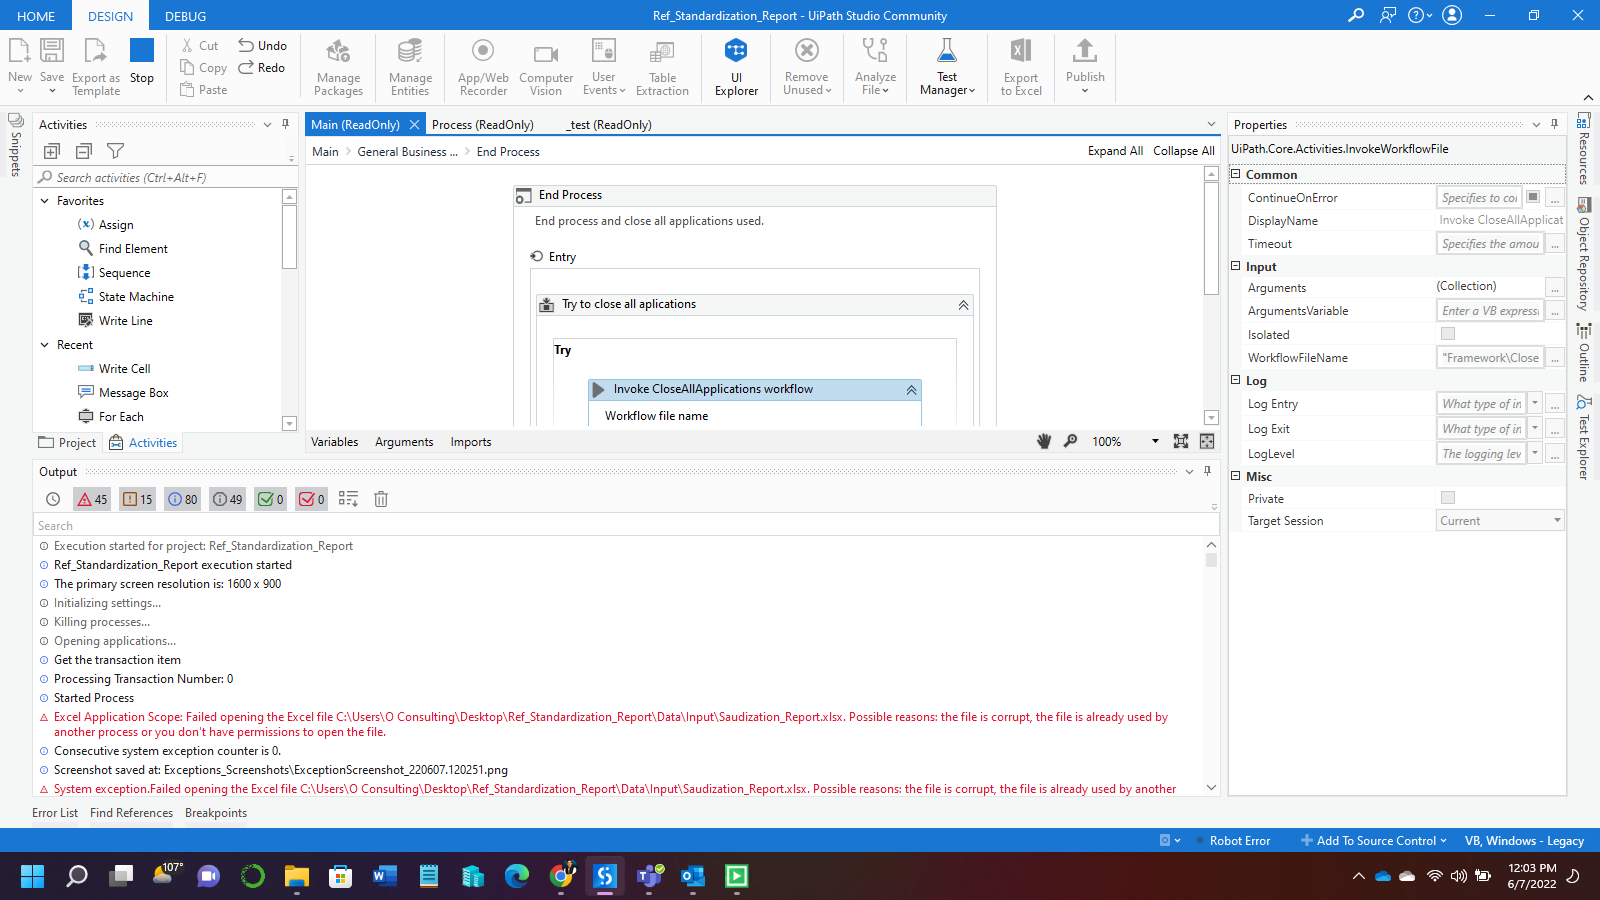 HOME DESIGN DEBUG Ref_Standardization_Report - UiPath Studio Community
New Save Export as Template Stop Cut Copy Paste Undo Redo Manage Packages Manage Entities App/Web Recorder Computer Vision User Events Table Extraction UI Explorer Remove Unused Analyze File Test Manager Export to Excel Publish
Snippets
Activities
Search activities (Ctrl+Alt+F)
Favorites
Assign
Find Element
Sequence
State Machine
Write Line
Recent
Write Cell
Message Box
For Each
Project Activities
Main (ReadOnly) Process (ReadOnly) _test (ReadOnly)
Main General Business ... End Process Expand All Collapse All
End Process
End process and close all applications used.
Entry
Try to close all aplications
Try
Invoke CloseAllApplications workflow
Workflow file name
Variables Arguments Imports 100%
Properties
UiPath.Core.Activities.InvokeWorkflowFile
Common
ContinueOnError Specifies to coi ...
DisplayName Invoke CloseAllApplicat
Timeout Specifies the amou ...
Input
Arguments (Collection) ...
ArgumentsVariable Enter a VB expressi ...
Isolated
WorkflowFileName "Framework\Close ...
Log
Log Entry What type of in ...
Log Exit What type of in ...
LogLevel The logging lev ...
Misc
Private
Target Session Current
Resources
Object Repository
Outline
Test Explorer
Output
45 15 80 49 0 0
Search
Execution started for project: Ref_Standardization_Report
Ref_Standardization_Report execution started
The primary screen resolution is: 1600 x 900
Initializing settings...
Killing processes...
Opening applications...
Get the transaction item
Processing Transaction Number: 0
Started Process
Excel Application Scope: Failed opening the Excel file C:\Users\O Consulting\Desktop\Ref_Standardization_Report\Data\Input\Saudization_Report.xlsx. Possible reasons: the file is corrupt, the file is already used by
another process or you don't have permissions to open the file.
Consecutive system exception counter is 0.
Screenshot saved at: Exceptions_Screenshots\ExceptionScreenshot_220607.120251.png
System exception.Failed opening the Excel file C:\Users\O Consulting\Desktop\Ref_Standardization_Report\Data\Input\Saudization_Report.xlsx. Possible reasons: the file is corrupt, the file is already used by another
Error List Find References Breakpoints
Robot Error Add To Source Control VB, Windows - Legacy
107°
12:03 PM
6/7/2022